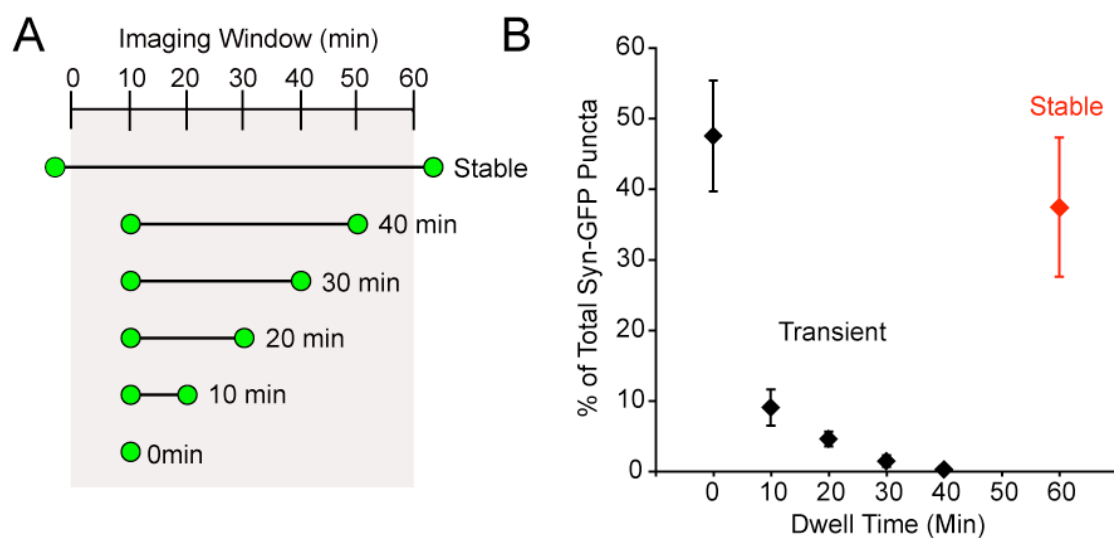 A
Imaging Window (min)
0 10 20 30 40 50 60
Stable
40 min
30 min
20 min
10 min
0min
B
% of Total Syn-GFP Puncta
60
50
40
30
20
10
0
Stable
Transient
0 10 20 30 40 50 60
Dwell Time (Min)